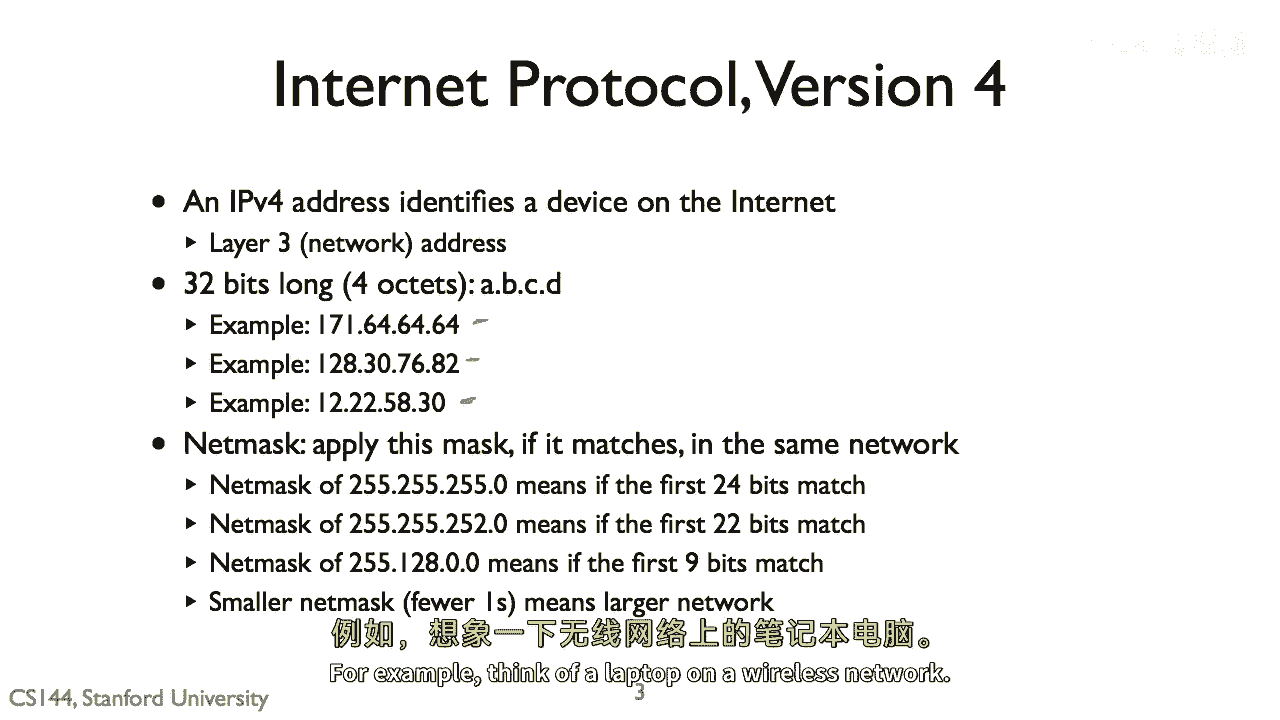 Internet Protocol, Version 4
• An IPv4 address identifies a device on the Internet
‣ Layer 3 (network) address
• 32 bits long (4 octets): a.b.c.d
‣ Example: 171.64.64.64
‣ Example: 128.30.76.82
‣ Example: 12.22.58.30
• Netmask: apply this mask, if it matches, in the same network
‣ Netmask of 255.255.255.0 means if the first 24 bits match
‣ Netmask of 255.255.252.0 means if the first 22 bits match
‣ Netmask of 255.128.0.0 means if the first 9 bits match
‣ Smaller netmask (fewer 1s) means larger network
例如，想象一下无线网络上的笔记本电脑。
For example, think of a laptop on a wireless network.
CS144, Stanford University
3